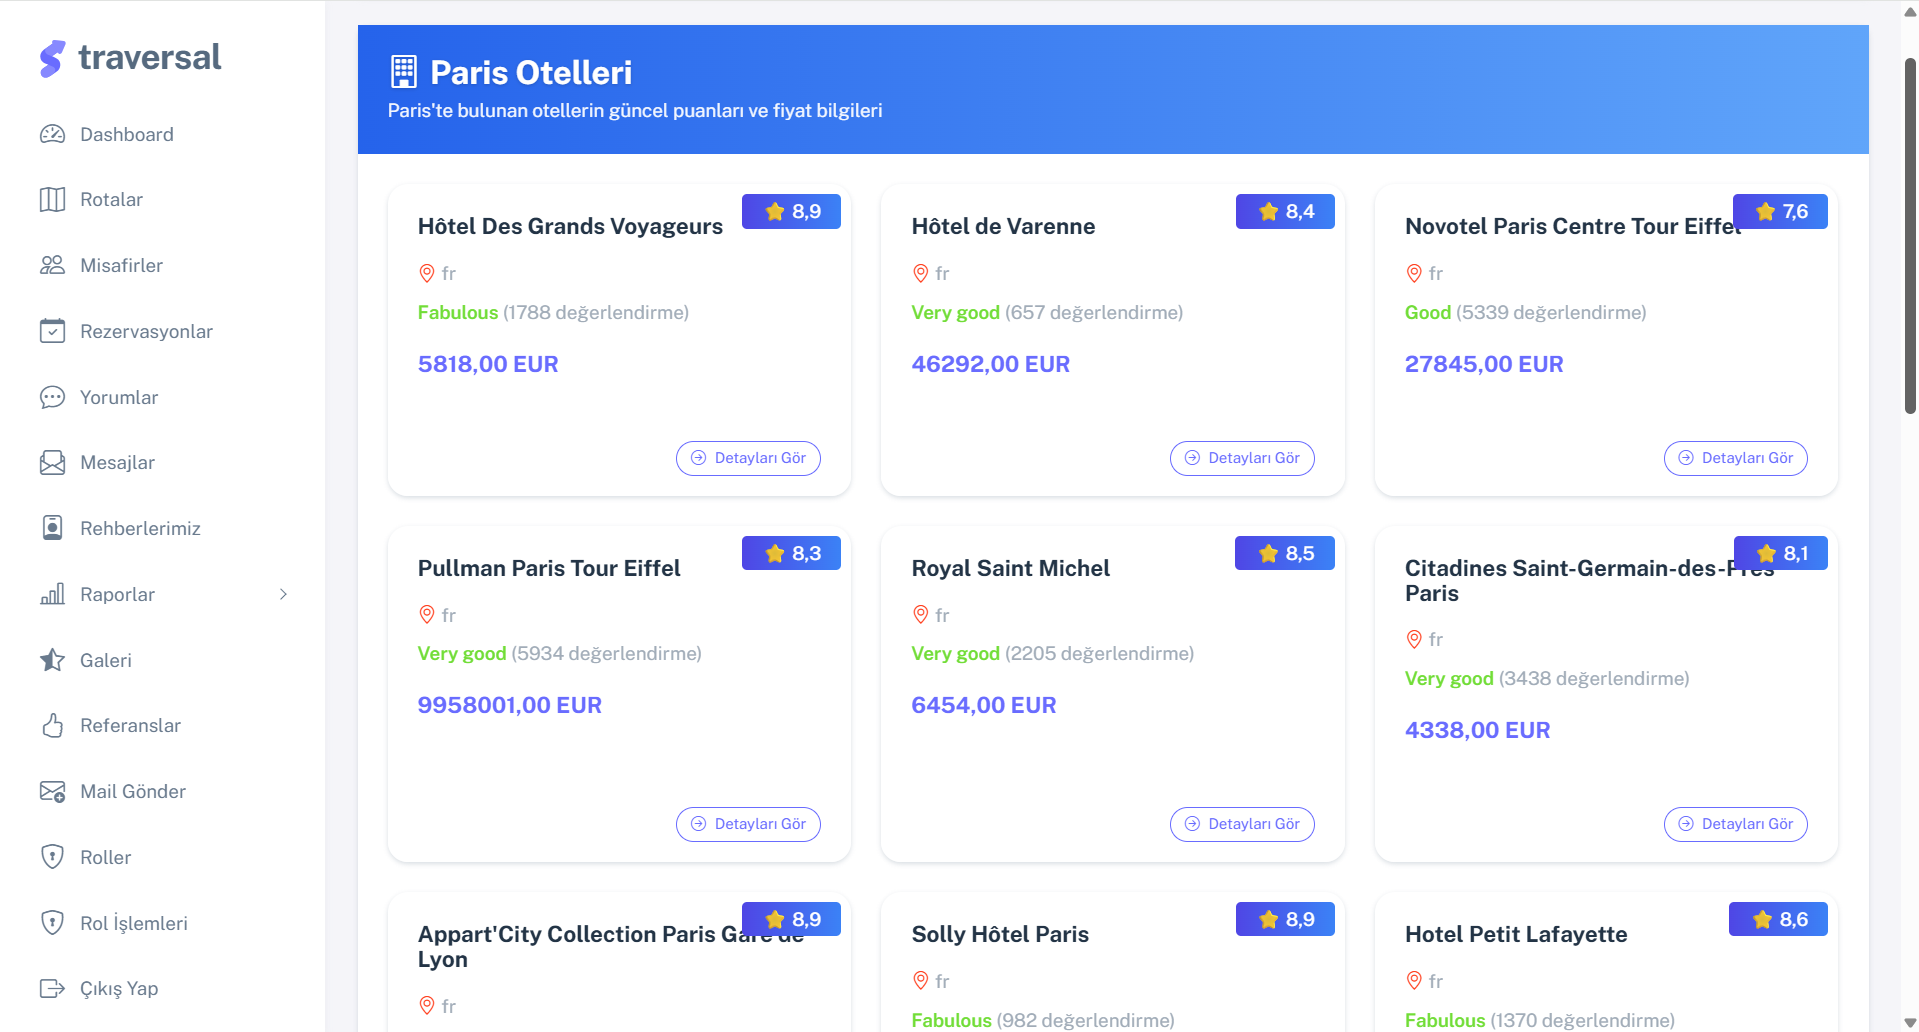 traversal
Dashboard
Rotalar
Misafirler
Rezervasyonlar
Yorumlar
Mesajlar
Rehberlerimiz
Raporlar
Galeri
Referanslar
Mail Gönder
Roller
Rol İşlemleri
Çıkış Yap
Paris Otelleri
Paris'te bulunan otellerin güncel puanları ve fiyat bilgileri
8,9
Hôtel Des Grands Voyageurs
fr
Fabulous (1788 değerlendirme)
5818,00 EUR
Detayları Gör
8,4
Hôtel de Varenne
fr
Very good (657 değerlendirme)
46292,00 EUR
Detayları Gör
7,6
Novotel Paris Centre Tour Eiffel
fr
Good (5339 değerlendirme)
27845,00 EUR
Detayları Gör
8,3
Pullman Paris Tour Eiffel
fr
Very good (5934 değerlendirme)
9958001,00 EUR
Detayları Gör
8,5
Royal Saint Michel
fr
Very good (2205 değerlendirme)
6454,00 EUR
Detayları Gör
8,1
Citadines Saint-Germain-des-Prés
Paris
fr
Very good (3438 değerlendirme)
4338,00 EUR
Detayları Gör
8,9
Appart'City Collection Paris Gare de
Lyon
fr
8,9
Solly Hôtel Paris
fr
Fabulous (982 değerlendirme)
8,6
Hotel Petit Lafayette
fr
Fabulous (1370 değerlendirme)